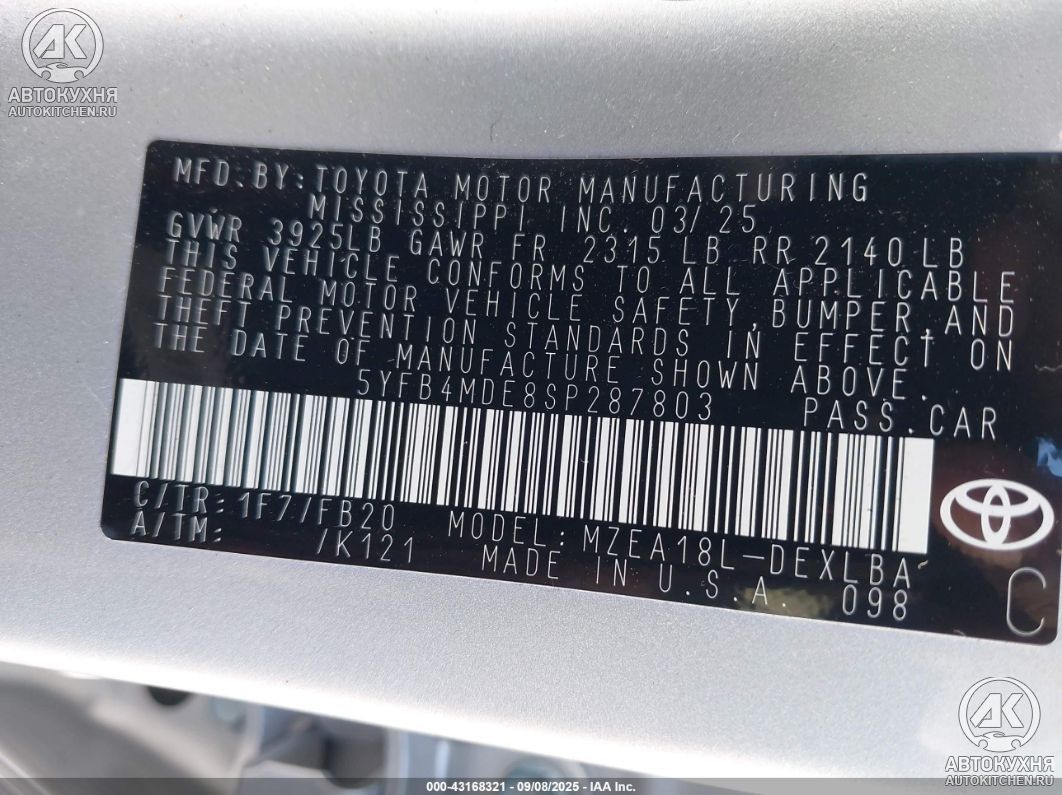 AK
АВТОКУХНЯ
AUTOKITCHEN.RU
MFD.BY:TOYOTA MOTOR MANUFACTURING
MISSISSIPPI INC. 03/25
GVWR 3925LB GAWR FR 2315 LB RR 2140 LB
THIS VEHICLE CONFORMS TO ALL APPLICABLE
FEDERAL MOTOR VEHICLE SAFETY,BUMPER,AND
THEFT PREVENTION STANDARDS IN EFFECT ON
THE DATE OF MANUFACTURE SHOWN ABOVE.
5YFB4MDE8SP287803 PASS.CAR
C/TR:1F7/FB20 MODEL:MZEA18L-DEXLBA
A/TM: /K121 MADE IN U.S.A. 098
C
AK
АВТОКУХНЯ
AUTOKITCHEN.RU
000-43168321 - 09/08/2025 - IAA Inc.